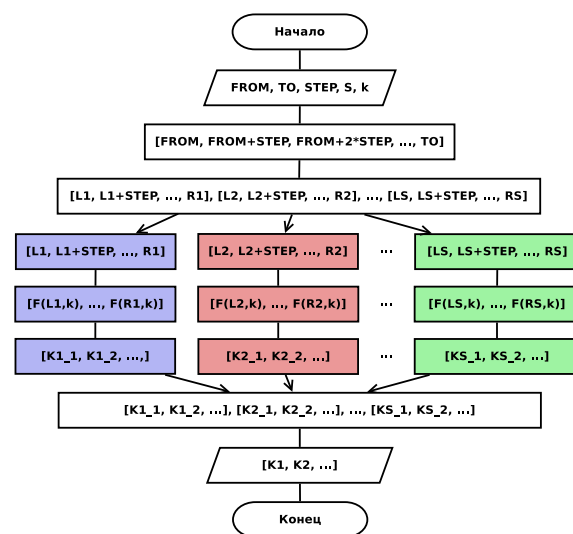 Начало
FROM, TO, STEP, S, k
[FROM, FROM+STEP, FROM+2*STEP, ..., TO]
[L1, L1+STEP, ..., R1], [L2, L2+STEP, ..., R2], ..., [LS, LS+STEP, ..., RS]
[L1, L1+STEP, ..., R1] [L2, L2+STEP, ..., R2] ... [LS, LS+STEP, ..., RS]
[F(L1,k), ..., F(R1,k)] [F(L2,k), ..., F(R2,k)] ... [F(LS,k), ..., F(RS,k)]
[K1_1, K1_2, ...,] [K2_1, K2_2, ...] ... [KS_1, KS_2, ...]
[K1_1, K1_2, ...], [K2_1, K2_2, ...], ..., [KS_1, KS_2, ...]
[K1, K2, ...]
Конец